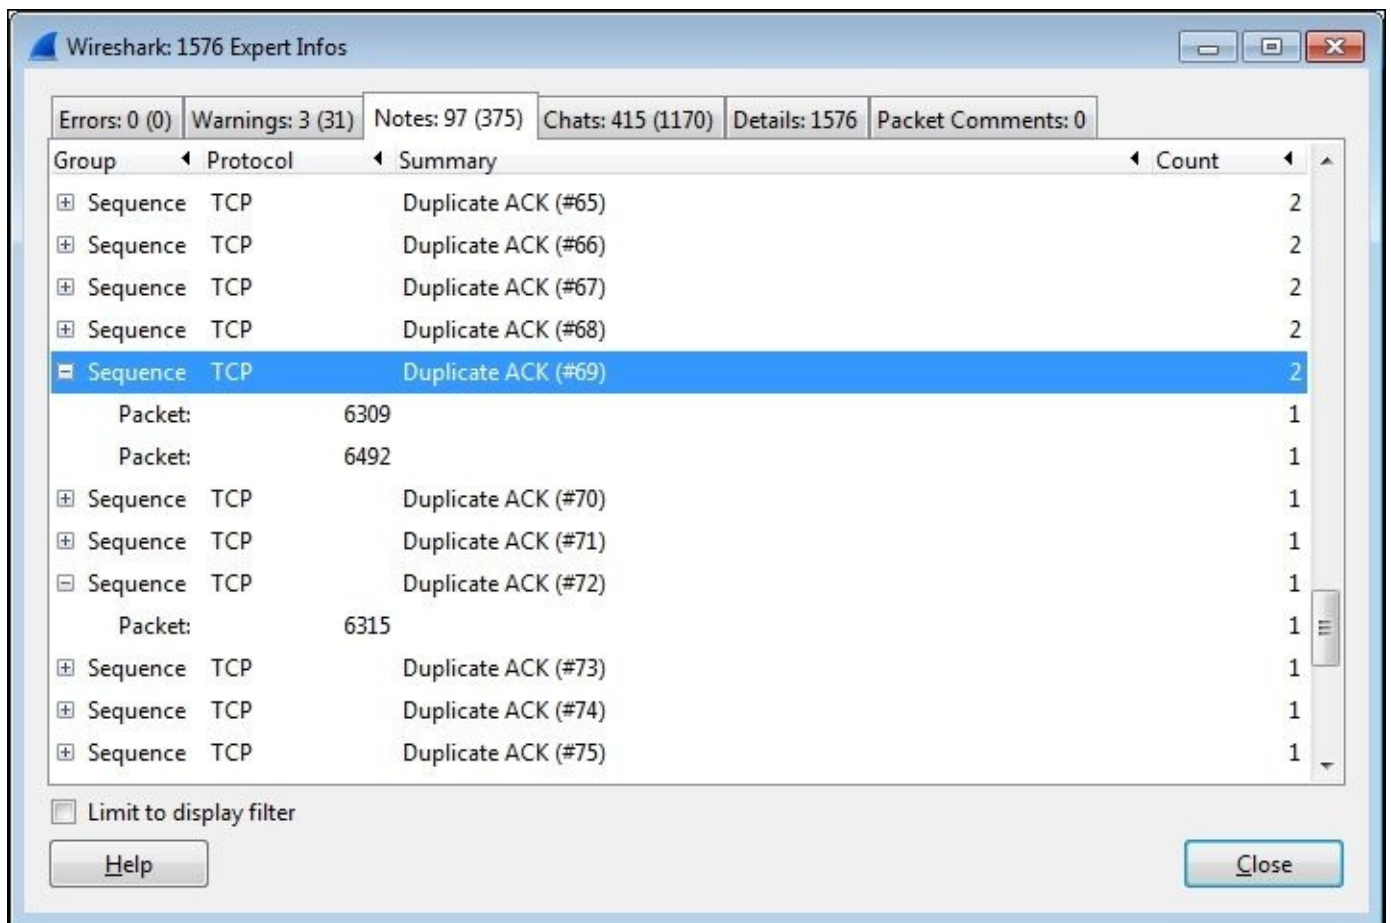 Wireshark: 1576 Expert Infos
Errors: 0 (0) Warnings: 3 (31) Notes: 97 (375) Chats: 415 (1170) Details: 1576 Packet Comments: 0
Group Protocol Summary Count
Sequence TCP Duplicate ACK (#65) 2
Sequence TCP Duplicate ACK (#66) 2
Sequence TCP Duplicate ACK (#67) 2
Sequence TCP Duplicate ACK (#68) 2
Sequence TCP Duplicate ACK (#69) 2
Packet: 6309 1
Packet: 6492 1
Sequence TCP Duplicate ACK (#70) 1
Sequence TCP Duplicate ACK (#71) 1
Sequence TCP Duplicate ACK (#72) 1
Packet: 6315 1
Sequence TCP Duplicate ACK (#73) 1
Sequence TCP Duplicate ACK (#74) 1
Sequence TCP Duplicate ACK (#75) 1
Limit to display filter
Help Close